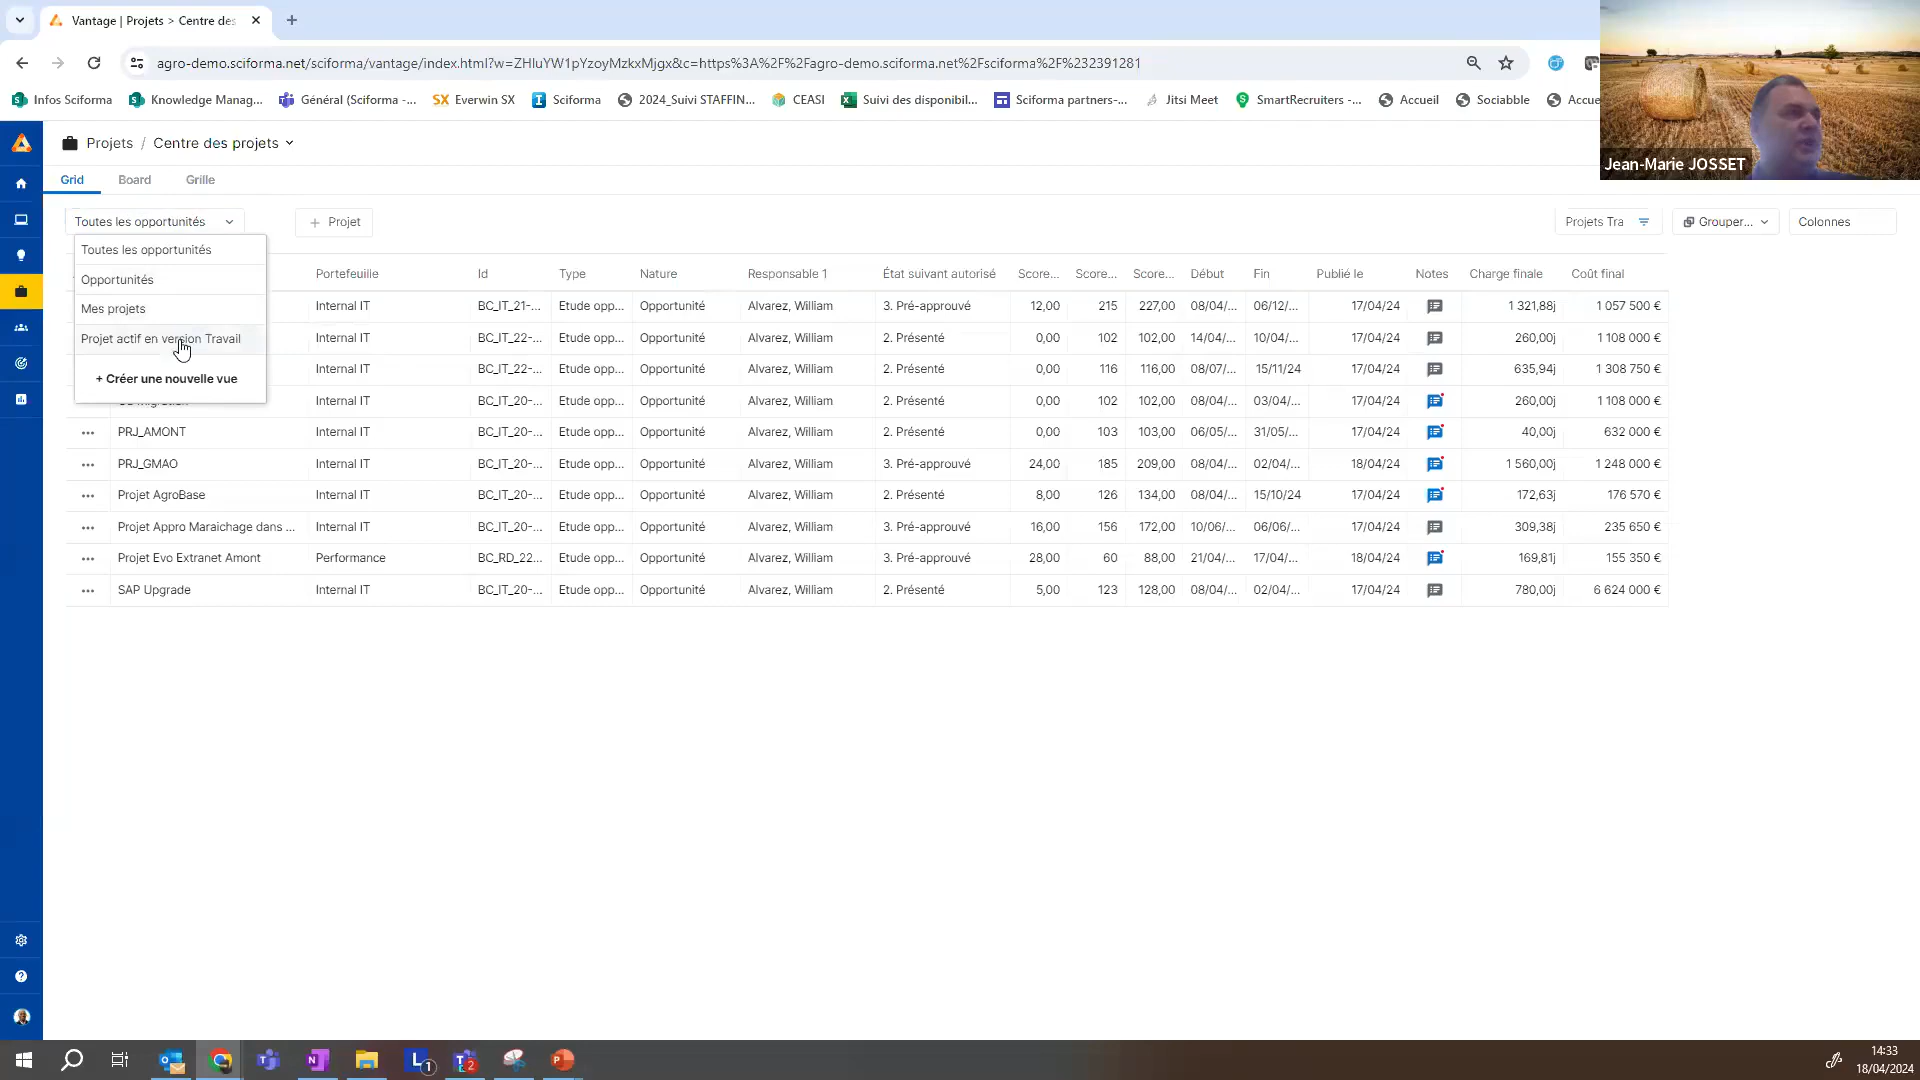 Vantage | Projets > Centre des
agro-demo.sciforma.net/sciforma/vantage/index.html?w=ZHIuYW1pYzoyMzkxMjgx&c=https%3A%2F%2Fagro-demo.sciforma.net%2Fsciforma%2F%232391281
Infos Sciforma Knowledge Manag... Général (Sciforma -... SX Everwin SX Sciforma 2024_Suivi STAFFIN... CEASI Suivi des disponibil... Sciforma partners-... Jitsi Meet SmartRecruiters -... Accueil Sociabble Accue
Jean-Marie JOSSET
Projets / Centre des projets
Grid Board Grille
Toutes les opportunités + Projet Projets Tra Grouper... Colonnes
Toutes les opportunités
Opportunités
Mes projets
Projet actif en version Travail
+ Créer une nouvelle vue
Portefeuille Id Type Nature Responsable 1 État suivant autorisé Score... Score... Score... Début Fin Publié le Notes Charge finale Coût final
Internal IT BC_IT_21-... Etude opp... Opportunité Alvarez, William 3. Pré-approuvé 12,00 215 227,00 08/04/... 06/12/... 17/04/24 1 321,88j 1 057 500 €
Internal IT BC_IT_22-... Etude opp... Opportunité Alvarez, William 2. Présenté 0,00 102 102,00 14/04/... 10/04/... 17/04/24 260,00j 1 108 000 €
Internal IT BC_IT_22-... Etude opp... Opportunité Alvarez, William 2. Présenté 0,00 116 116,00 08/07/... 15/11/24 17/04/24 635,94j 1 308 750 €
Internal IT BC_IT_20-... Etude opp... Opportunité Alvarez, William 2. Présenté 0,00 102 102,00 08/04/... 03/04/... 17/04/24 260,00j 1 108 000 €
PRJ_AMONT Internal IT BC_IT_20-... Etude opp... Opportunité Alvarez, William 2. Présenté 0,00 103 103,00 06/05/... 31/05/... 17/04/24 40,00j 632 000 €
PRJ_GMAO Internal IT BC_IT_20-... Etude opp... Opportunité Alvarez, William 3. Pré-approuvé 24,00 185 209,00 08/04/... 02/04/... 18/04/24 1 560,00j 1 248 000 €
Projet AgroBase Internal IT BC_IT_20-... Etude opp... Opportunité Alvarez, William 2. Présenté 8,00 126 134,00 08/04/... 15/10/24 17/04/24 172,63j 176 570 €
Projet Appro Maraichage dans ... Internal IT BC_IT_20-... Etude opp... Opportunité Alvarez, William 3. Pré-approuvé 16,00 156 172,00 10/06/... 06/06/... 17/04/24 309,38j 235 650 €
Projet Evo Extranet Amont Performance BC_RD_22... Etude opp... Opportunité Alvarez, William 3. Pré-approuvé 28,00 60 88,00 21/04/... 17/04/... 18/04/24 169,81j 155 350 €
SAP Upgrade Internal IT BC_IT_20-... Etude opp... Opportunité Alvarez, William 2. Présenté 5,00 123 128,00 08/04/... 02/04/... 17/04/24 780,00j 6 624 000 €
14:33
18/04/2024